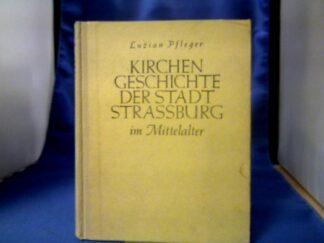 Luzian Pfleger
KIRCHEN
GESCHICHTE
DER STADT
STRASSBURG
im Mittelalter